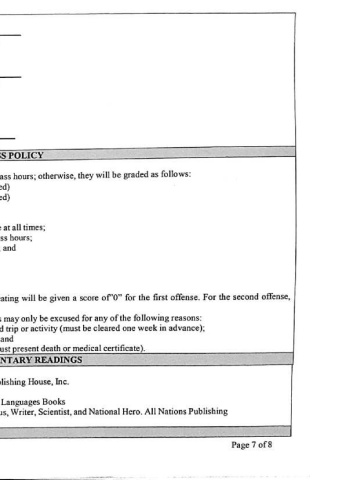 SS POLICY
ass hours; otherwise, they will be graded as follows:
ed)
ed)
e at all times;
ss hours;
and
ating will be given a score of"0" for the first offense. For the second offense,
s may only be excused for any of the following reasons:
d trip or activity (must be cleared one week in advance);
and
ust present death or medical certificate).
NTARY READINGS
lishing House, Inc.
Languages Books
us, Writer, Scientist, and National Hero. All Nations Publishing
Page 7 of 8